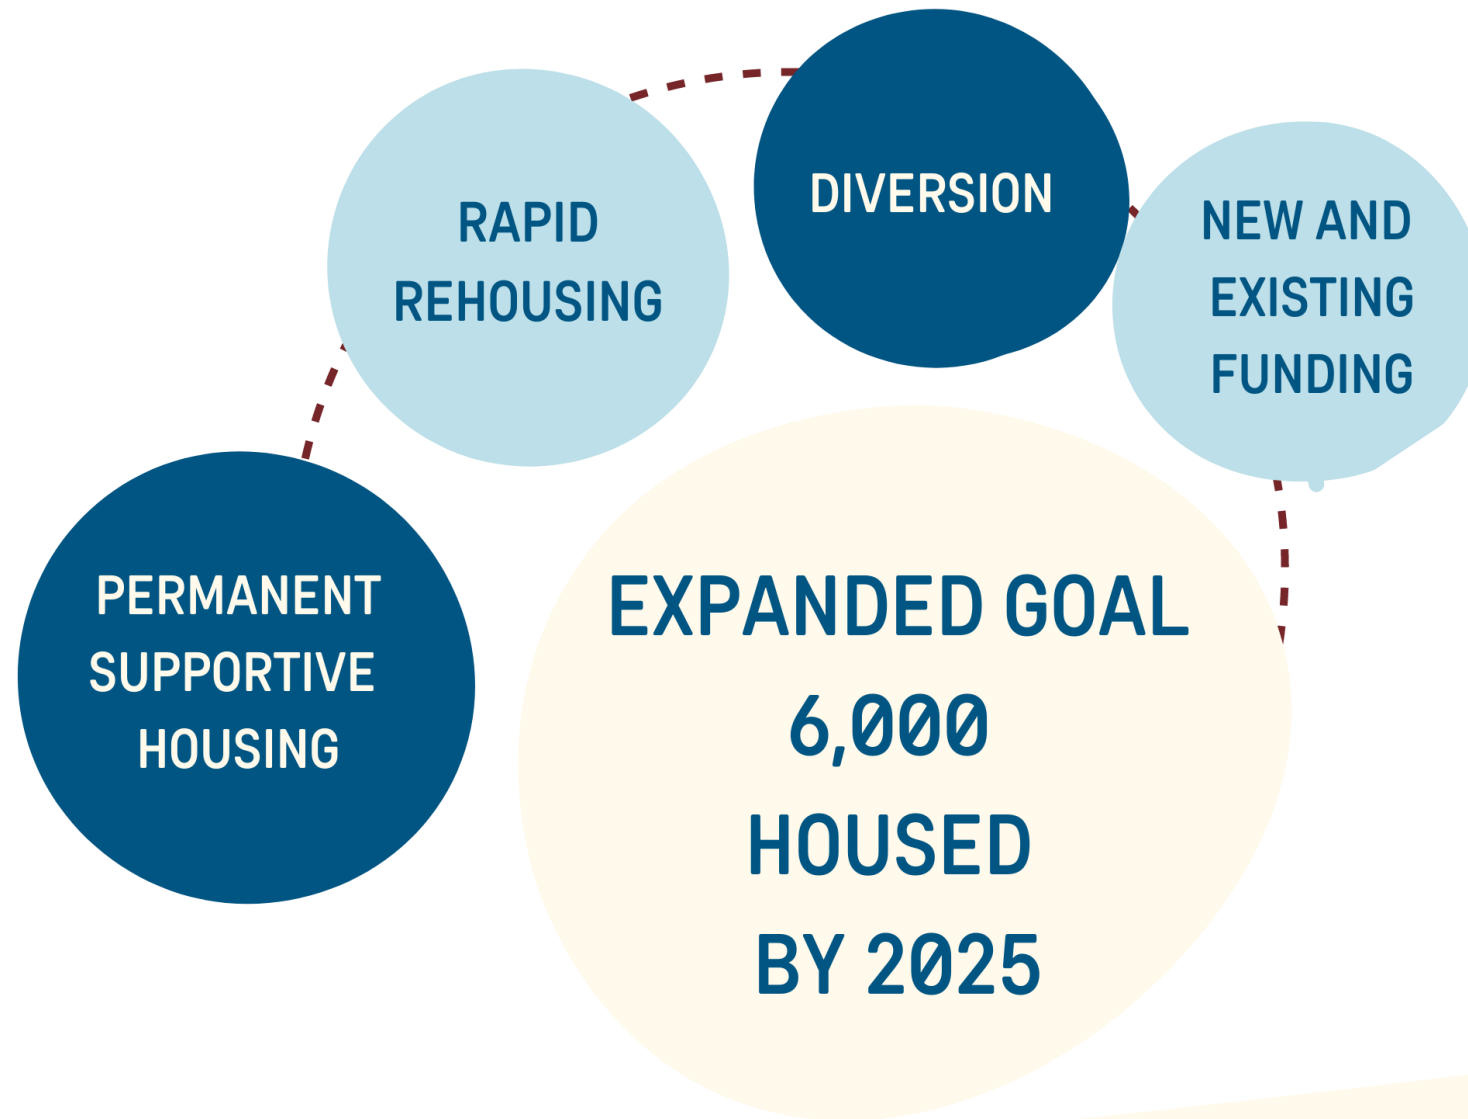 PERMANENT
SUPPORTIVE
HOUSING
RAPID
REHOUSING
DIVERSION
NEW AND
EXISTING
FUNDING
EXPANDED GOAL
6,000
HOUSED
BY 2025